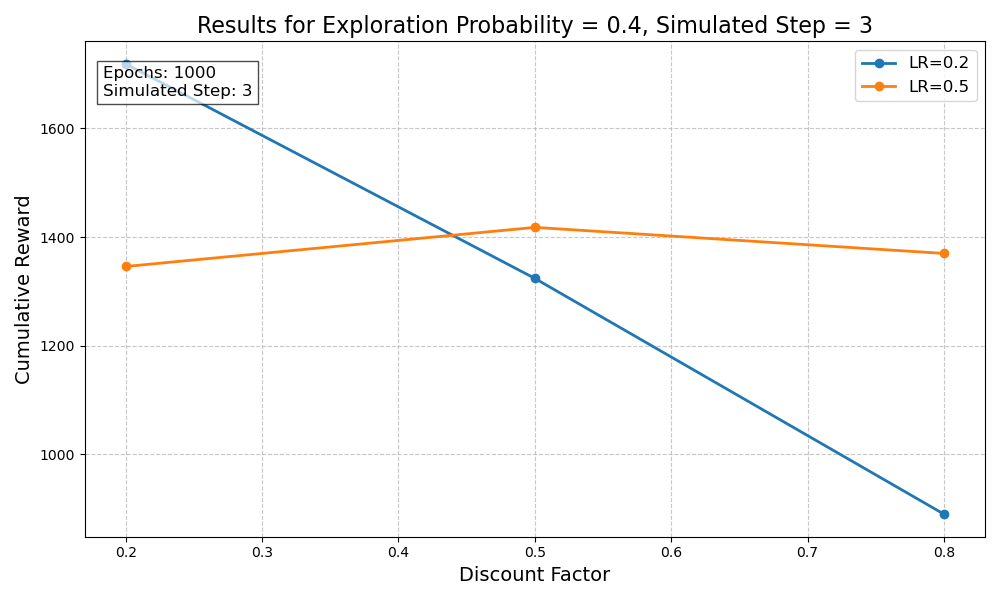 Results for Exploration Probability = 0.4, Simulated Step = 3
Epochs: 1000
Simulated Step: 3
LR=0.2
LR=0.5
Cumulative Reward
1600
1400
1200
1000
0.2
0.3
0.4
0.5
0.6
0.7
0.8
Discount Factor